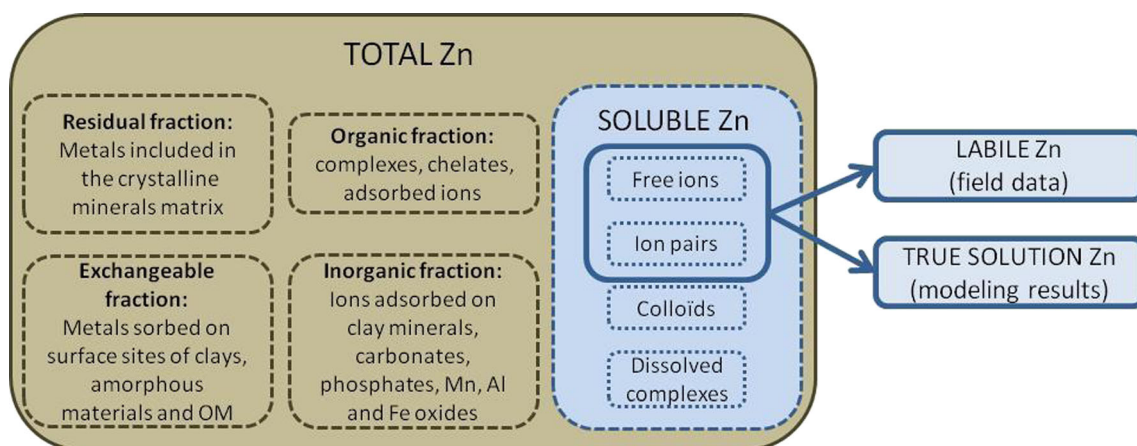 TOTAL Zn
Residual fraction:
Metals included in
the crystalline
minerals matrix
Organic fraction:
complexes, chelates,
adsorbed ions
Exchangeable
fraction:
Metals sorbed on
surface sites of clays,
amorphous
materials and OM
Inorganic fraction:
Ions adsorbed on
clay minerals,
carbonates,
phosphates, Mn, Al
and Fe oxides
SOLUBLE Zn
Free ions
Ion pairs
Colloïds
Dissolved
complexes
LABILE Zn
(field data)
TRUE SOLUTION Zn
(modeling results)